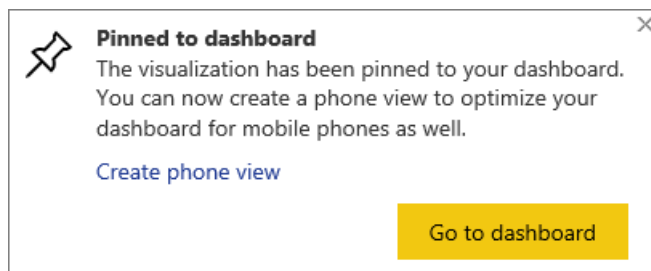 Pinned to dashboard
The visualization has been pinned to your dashboard.
You can now create a phone view to optimize your
dashboard for mobile phones as well.
Create phone view
Go to dashboard